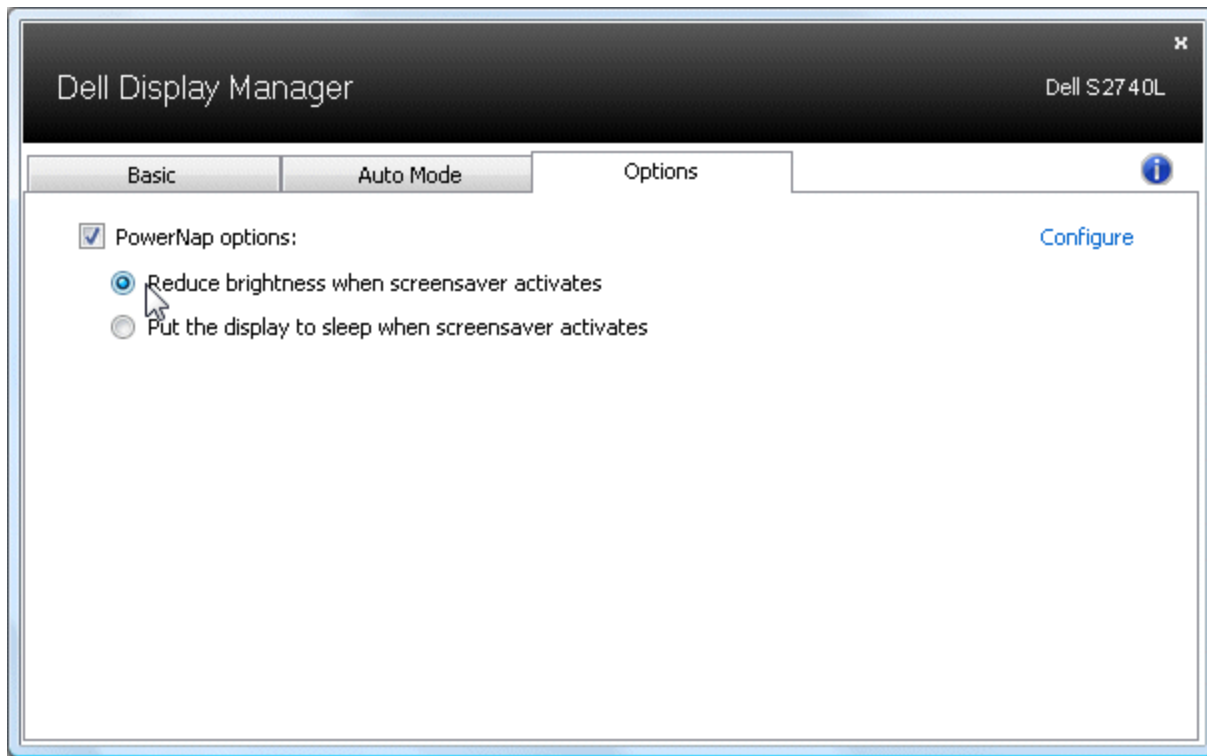 Dell Display Manager
Dell S2740L
Basic
Auto Mode
Options
PowerNap options:
Configure
Reduce brightness when screensaver activates
Put the display to sleep when screensaver activates